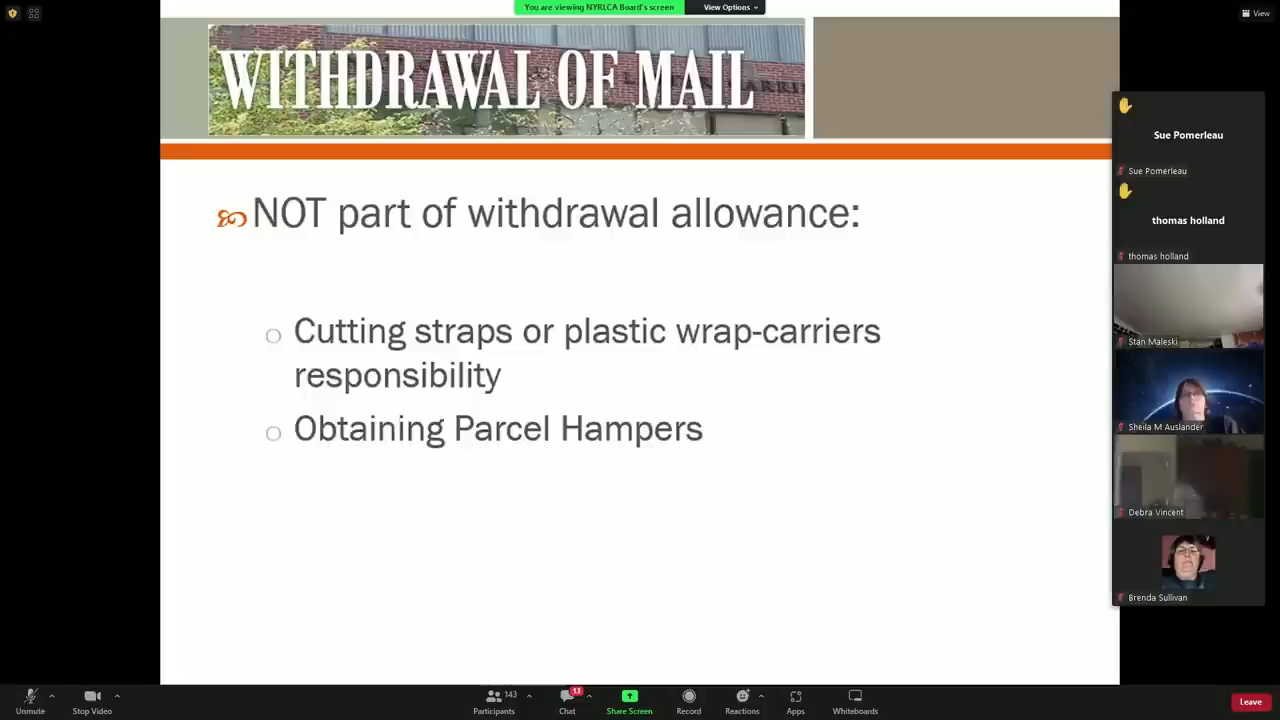 You are viewing NYRLCA Board's screen
View Options
View
WITHDRAWAL OF MAIL
NOT part of withdrawal allowance:
Cutting straps or plastic wrap-carriers
responsibility
Obtaining Parcel Hampers
Sue Pomerleau
Sue Pomerleau
thomas holland
thomas holland
Stan Maleski
Sheila M Auslander
Debra Vincent
Brenda Sullivan
Unmute
Stop Video
143
Participants
13
Chat
Share Screen
Record
Reactions
Apps
Whiteboards
Leave